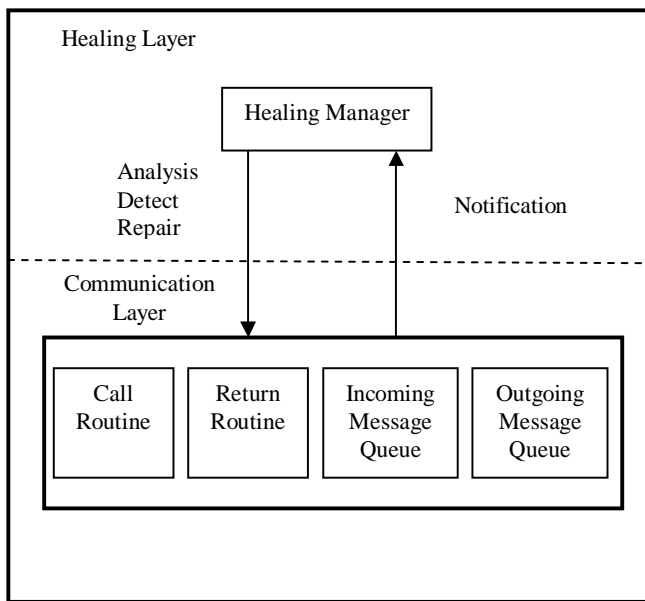 Healing Layer
Healing Manager
Analysis
Detect
Repair
Notification
Communication
Layer
Call
Routine
Return
Routine
Incoming
Message
Queue
Outgoing
Message
Queue